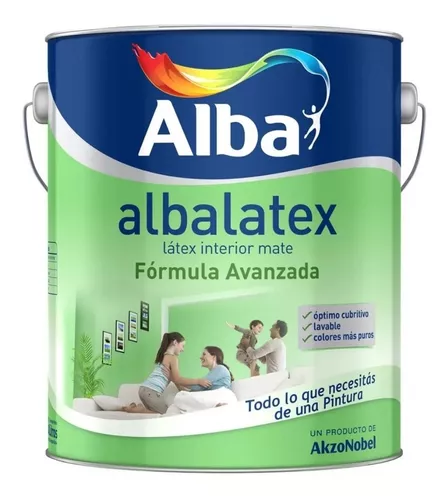 Alba
albalatex
látex interior mate
Fórmula Avanzada
óptimo cubritivo
lavable
colores más puros
Todo lo que necesitás
de una Pintura
UN PRODUCTO DE
AkzoNobel